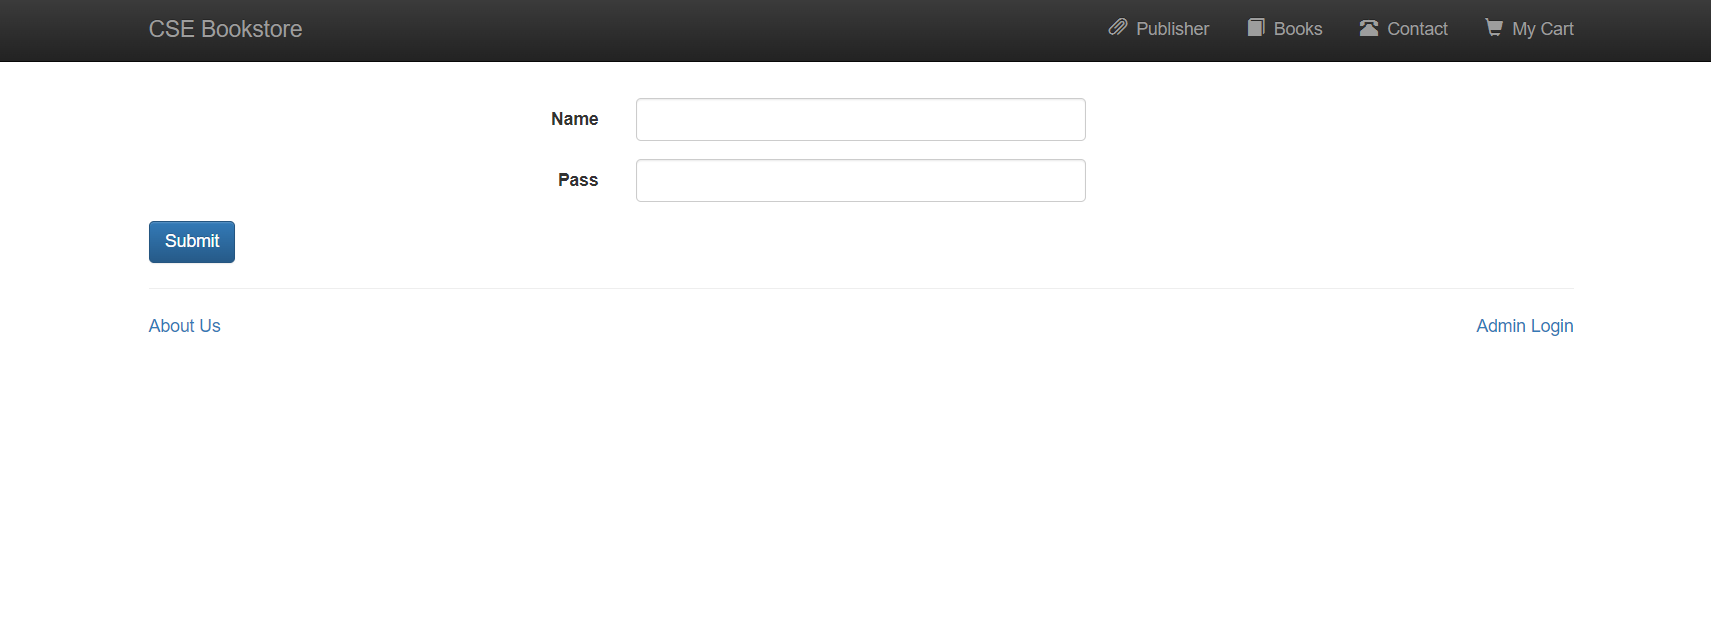 CSE Bookstore Publisher Books Contact My Cart
Name
Pass
Submit
About Us Admin Login